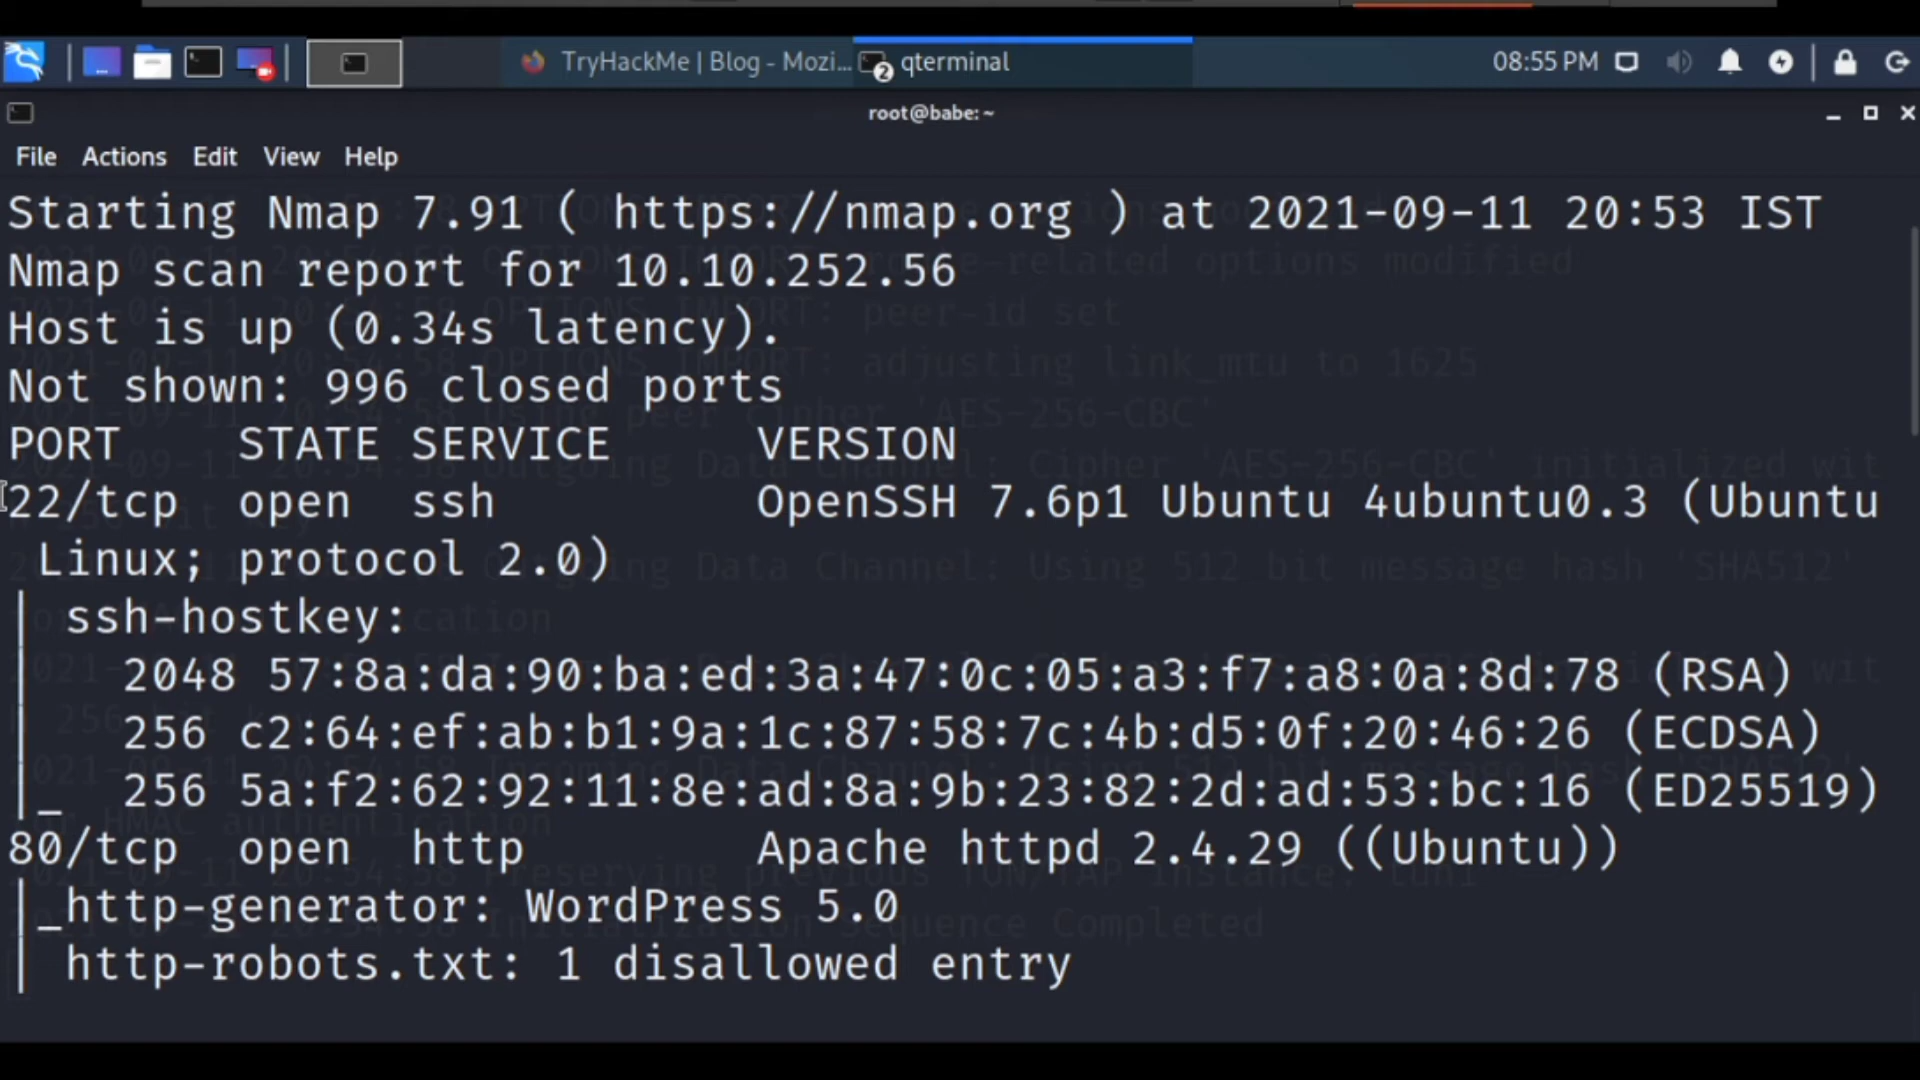 TryHackMe | Blog - Mozi...
2 qterminal
08:55 PM
root@babe: ~
File Actions Edit View Help
Starting Nmap 7.91 ( https://nmap.org ) at 2021-09-11 20:53 IST
Nmap scan report for 10.10.252.56
Host is up (0.34s latency).
Not shown: 996 closed ports
PORT STATE SERVICE VERSION
22/tcp open ssh OpenSSH 7.6p1 Ubuntu 4ubuntu0.3 (Ubuntu
Linux; protocol 2.0)
| ssh-hostkey:
| 2048 57:8a:da:90:ba:ed:3a:47:0c:05:a3:f7:a8:0a:8d:78 (RSA)
| 256 c2:64:ef:ab:b1:9a:1c:87:58:7c:4b:d5:0f:20:46:26 (ECDSA)
|_ 256 5a:f2:62:92:11:8e:ad:8a:9b:23:82:2d:ad:53:bc:16 (ED25519)
80/tcp open http Apache httpd 2.4.29 ((Ubuntu))
|_http-generator: WordPress 5.0
| http-robots.txt: 1 disallowed entry